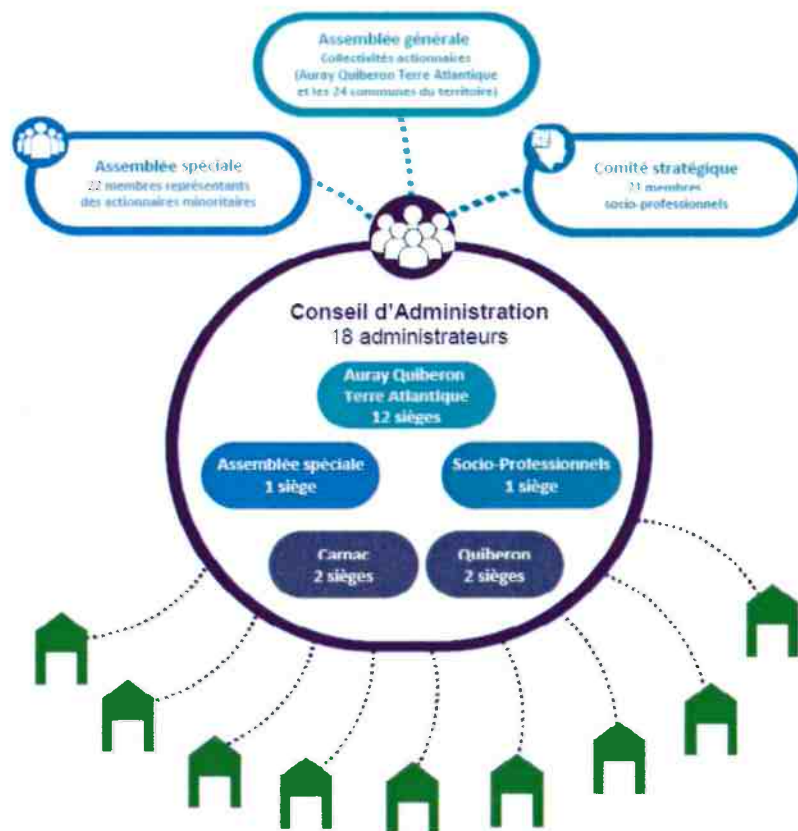 Assemblée générale
Collectivités actionnaires
(Auray Quiberon Terre Atlantique
et les 24 communes du territoire)
Assemblée spéciale
22 membres représentants
des actionnaires minoritaires
Comité stratégique
21 membres
socio-professionnels
Conseil d'Administration
18 administrateurs
Auray Quiberon
Terre Atlantique
12 sièges
Assemblée spéciale
1 siège
Socio-Professionnels
1 siège
Carnac
2 sièges
Quiberon
2 sièges